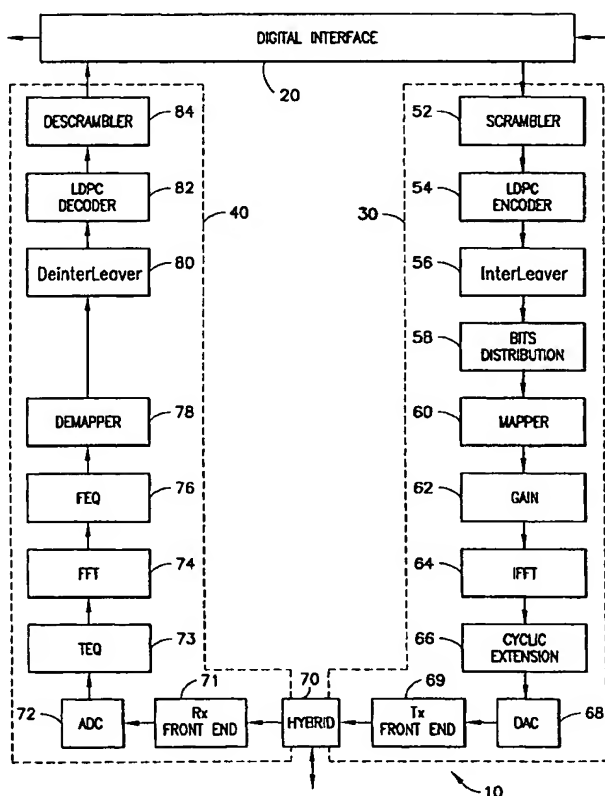 DIGITAL INTERFACE
20
DESCRAMBLER
84
52
SCRAMBLER
LDPC
DECODER
82
40
30
54
LDPC
ENCODER
DeinterLeaver
80
56
InterLeaver
58
BITS
DISTRIBUTION
DEMAPPER
78
60
MAPPER
FEQ
76
62
GAIN
FFT
74
64
IFFT
TEQ
73
66
CYCLIC
EXTENSION
72
ADC
71
Rx
FRONT END
70
HYBRID
69
Tx
FRONT END
DAC
68
10